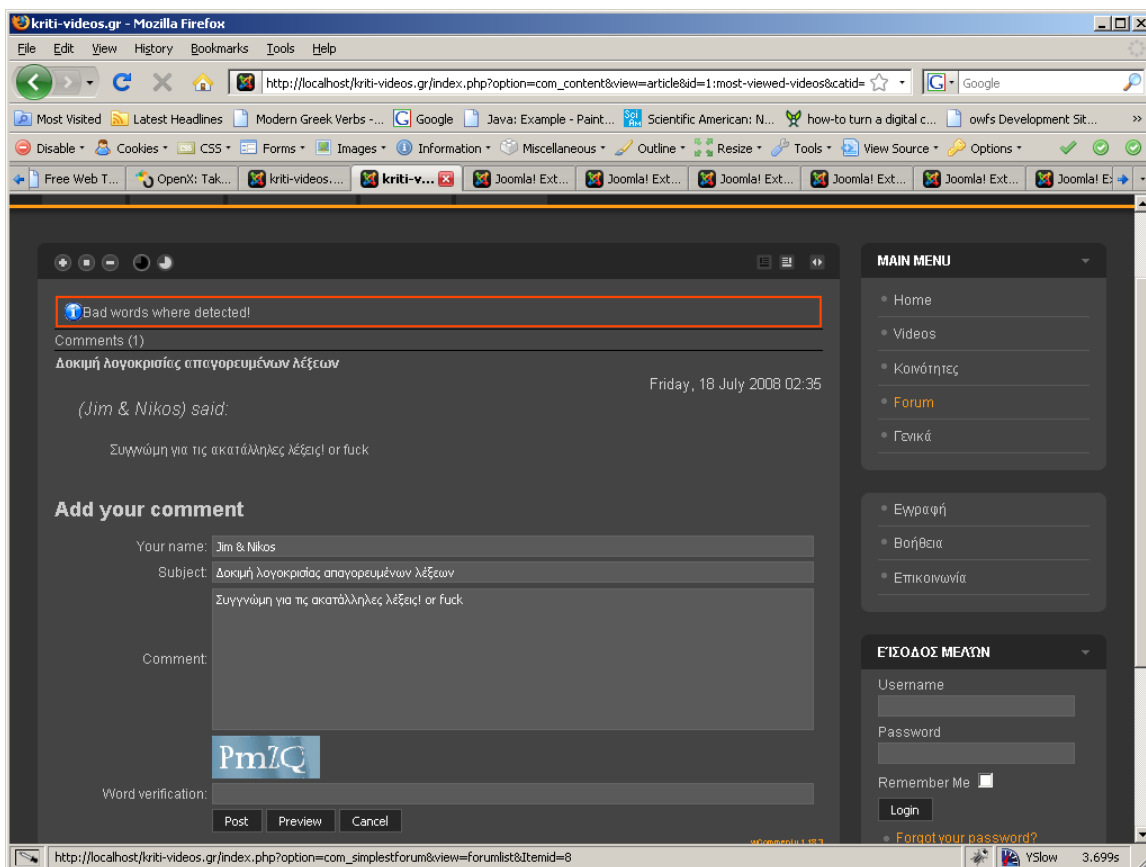 kriti-videos.gr - Mozilla Firefox
File Edit View History Bookmarks Tools Help
http://localhost/kriti-videos.gr/index.php?option=com_content&view=article&id=1:most-viewed-videos&catid= Google
Most Visited Latest Headlines Modern Greek Verbs -... Google Java: Example - Paint... Scientific American: N... how-to turn a digital c... owfs Development Sit... »
Disable Cookies CSS Forms Images Information Miscellaneous Outline Resize Tools View Source Options
Free Web T... OpenX: Tak... kriti-videos.... kriti-v... Joomla! Ext... Joomla! Ext... Joomla! Ext... Joomla! Ext... Joomla! Ext... Joomla! E
Bad words where detected!
Comments (1)
Δοκιμή λογοκρισίας απαγορευμένων λέξεων
Friday, 18 July 2008 02:35
(Jim & Nikos) said:
Συγνώμη για τις ακατάλληλες λέξεις! or fuck
Add your comment
Your name: Jim & Nikos
Subject: Δοκιμή λογοκρισίας απαγορευμένων λέξεων
Συγγνώμη για τις ακατάλληλες λέξεις! or fuck
Comment:
Pm7Q
Word verification:
Post Preview Cancel
MAIN MENU
Home
Videos
Κοινότητες
Forum
Γενικά
Εγγραφή
Βοήθεια
Επικοινωνία
ΕΊΣΟΔΟΣ ΜΕΛΏΝ
Username
Password
Remember Me
Login
Forgot your password?
http://localhost/kriti-videos.gr/index.php?option=com_simplestforum&view=forumlist&Itemid=8 YSlow 3.699s